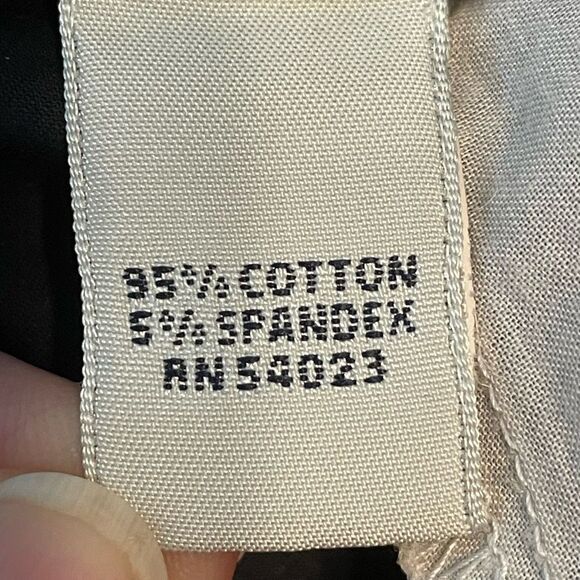 95% COTTON
5% SPANDEX
RN 54023